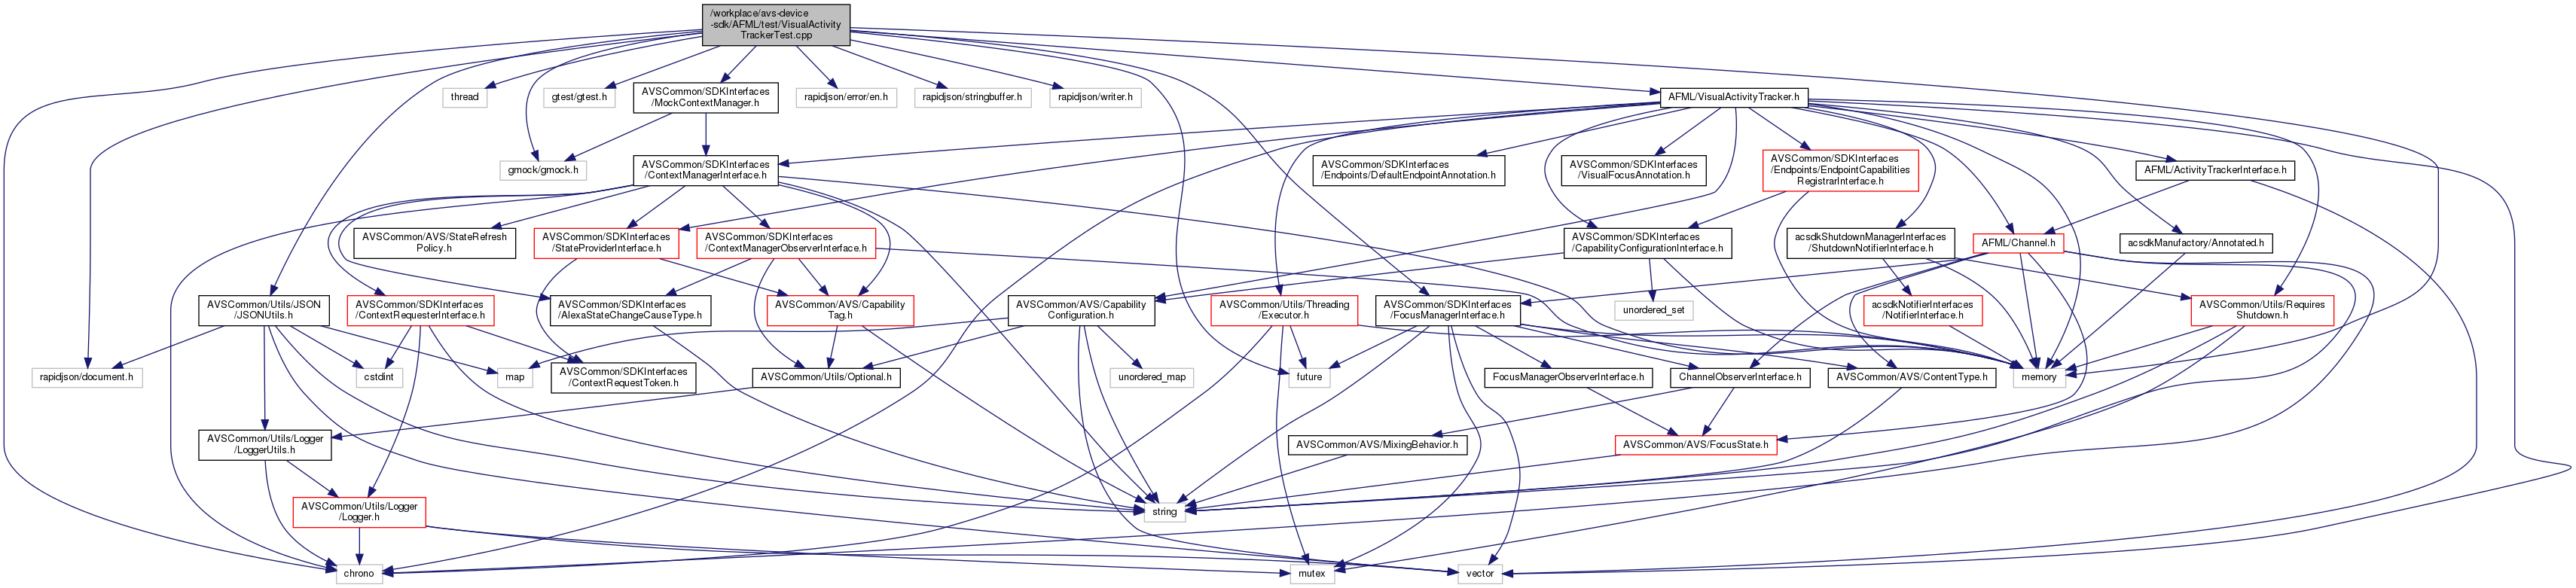 /workplace/avs-device
-sdk/AFML/test/VisualActivity
TrackerTest.cpp
thread
gtest/gtest.h
AVSCommon/SDKInterfaces
/MockContextManager.h
rapidjson/error/en.h
rapidjson/stringbuffer.h
rapidjson/writer.h
AFML/VisualActivityTracker.h
gmock/gmock.h
AVSCommon/SDKInterfaces
/ContextManagerInterface.h
AVSCommon/SDKInterfaces
/Endpoints/DefaultEndpointAnnotation.h
AVSCommon/SDKInterfaces
/VisualFocusAnnotation.h
AVSCommon/SDKInterfaces
/Endpoints/EndpointCapabilities
RegistrarInterface.h
AFML/ActivityTrackerInterface.h
AVSCommon/AVS/StateRefresh
Policy.h
AVSCommon/SDKInterfaces
/StateProviderInterface.h
AVSCommon/SDKInterfaces
/ContextManagerObserverInterface.h
AVSCommon/SDKInterfaces
/CapabilityConfigurationInterface.h
acsdkShutdownManagerInterfaces
/ShutdownNotifierInterface.h
AFML/Channel.h
acsdkManufactory/Annotated.h
AVSCommon/Utils/JSON
/JSONUtils.h
AVSCommon/SDKInterfaces
/ContextRequesterInterface.h
AVSCommon/SDKInterfaces
/AlexaStateChangeCauseType.h
AVSCommon/AVS/Capability
Tag.h
AVSCommon/AVS/Capability
Configuration.h
AVSCommon/Utils/Threading
/Executor.h
AVSCommon/SDKInterfaces
/FocusManagerInterface.h
unordered_set
acsdkNotifierInterfaces
/NotifierInterface.h
AVSCommon/Utils/Requires
Shutdown.h
rapidjson/document.h
cstdint
map
AVSCommon/SDKInterfaces
/ContextRequestToken.h
AVSCommon/Utils/Optional.h
unordered_map
future
FocusManagerObserverInterface.h
ChannelObserverInterface.h
AVSCommon/AVS/ContentType.h
memory
AVSCommon/Utils/Logger
/LoggerUtils.h
AVSCommon/AVS/MixingBehavior.h
AVSCommon/AVS/FocusState.h
AVSCommon/Utils/Logger
/Logger.h
string
chrono
mutex
vector